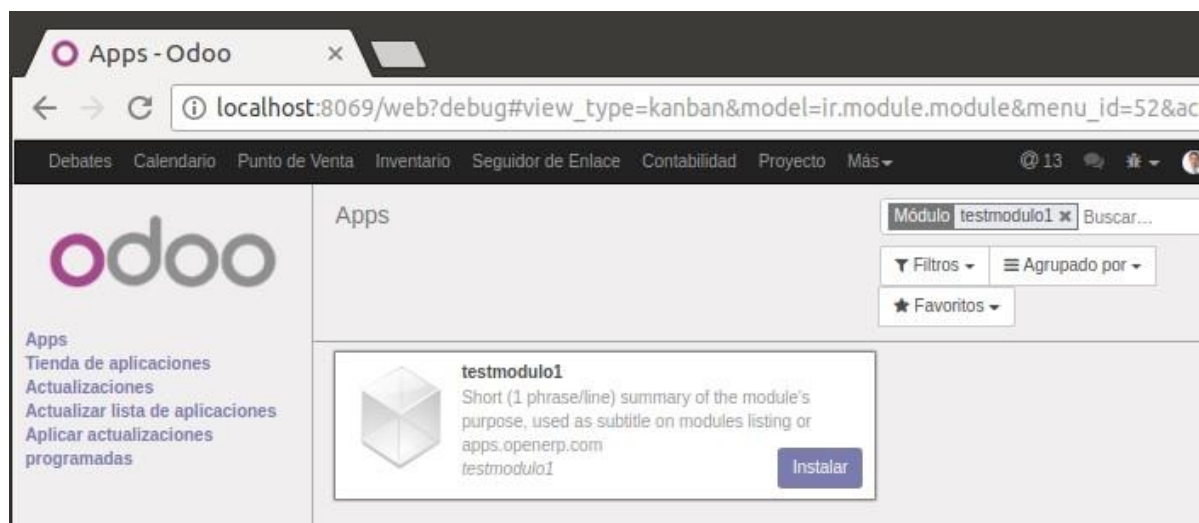 Apps - Odoo
localhost:8069/web?debug#view_type=kanban&model=ir.module.module&menu_id=52&ac
Debates Calendario Punto de Venta Inventario Seguidor de Enlace Contabilidad Proyecto Más @ 13
odoo
Apps
Módulo testmodulo1 × Buscar...
Filtros Agrupado por
Favoritos
Apps
Tienda de aplicaciones
Actualizaciones
Actualizar lista de aplicaciones
Aplicar actualizaciones
programadas
testmodulo1
Short (1 phrase/line) summary of the module's
purpose, used as subtitle on modules listing or
apps.openerp.com
testmodulo1
Instalar